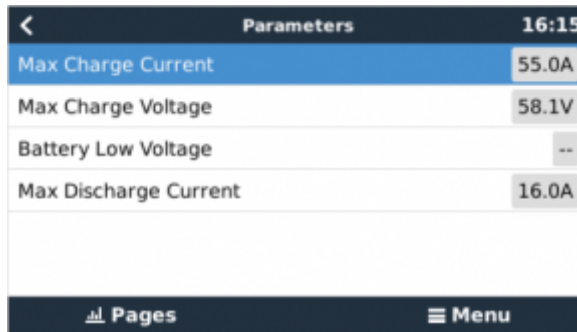 Parameters 16:15
Max Charge Current 55.0A
Max Charge Voltage 58.1V
Battery Low Voltage --
Max Discharge Current 16.0A
Pages Menu